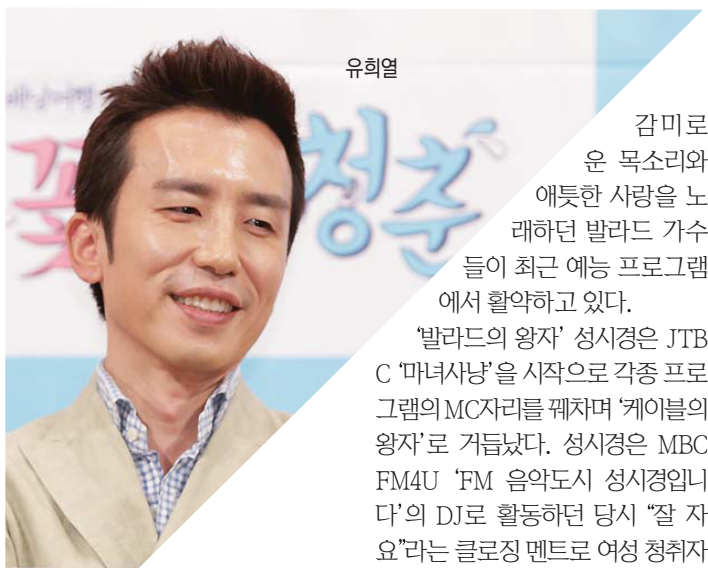 유희열
배낭여행
꽃
청춘
감미로
운 목소리와
애틋한 사랑을 노
래하던 발라드 가수
들이 최근 예능 프로그램
에서 활약하고 있다.
‘발라드의 왕자’ 성시경은 JTB
C ‘마녀사냥’을 시작으로 각종 프로
그램의 MC자리를 꿰차며 ‘케이블의
왕자’로 거듭났다. 성시경은 MBC
FM4U ‘FM 음악도시 성시경입니
다’의 DJ로 활동하던 당시 “잘 자
요”라는 클로징 멘트로 여성 청취자